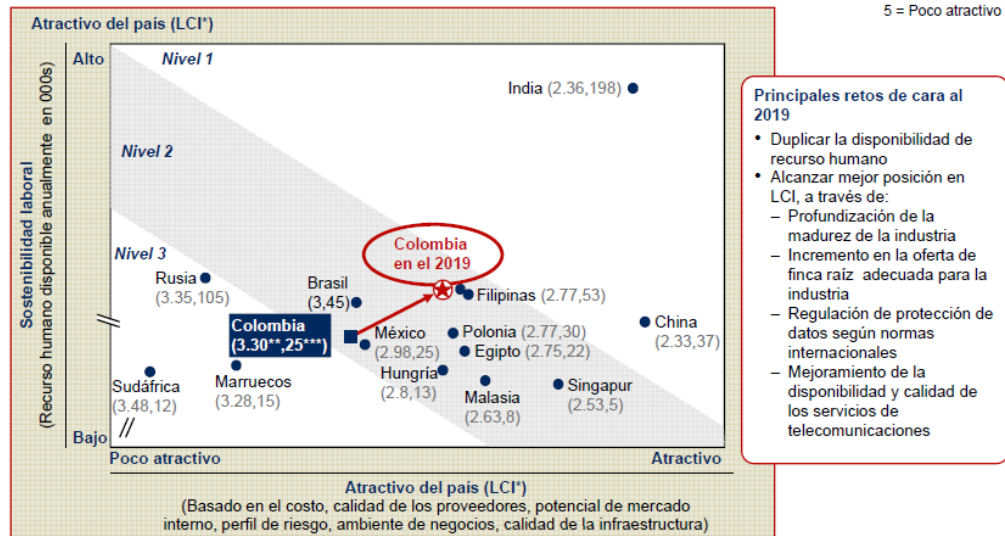 5 = Poco atractivo
Atractivo del país (LCI*)
Sostenibilidad laboral
(Recurso humano disponible anualmente en 000s)
Alto
Nivel 1
India (2.36,198)
Nivel 2
Nivel 3
Colombia
en el 2019
Rusia
(3.35,105)
Brasil
(3,45)
Filipinas (2.77,53)
China
(2.33,37)
Colombia
(3.30**,25***)
México
(2.98,25)
Polonia (2.77,30)
Egipto (2.75,22)
Hungría
(2.8,13)
Marruecos
(3.28,15)
Sudáfrica
(3.48,12)
Malasia
(2.63,8)
Singapur
(2.53,5)
Bajo
Poco atractivo
Atractivo
Atractivo del país (LCI*)
(Basado en el costo, calidad de los proveedores, potencial de mercado
interno, perfil de riesgo, ambiente de negocios, calidad de la infraestructura)
Principales retos de cara al
2019
• Duplicar la disponibilidad de
recurso humano
• Alcanzar mejor posición en
LCI, a través de:
– Profundización de la
madurez de la industria
– Incremento en la oferta de
finca raíz adecuada para la
industria
– Regulación de protección de
datos según normas
internacionales
– Mejoramiento de la
disponibilidad y calidad de
los servicios de
telecomunicaciones